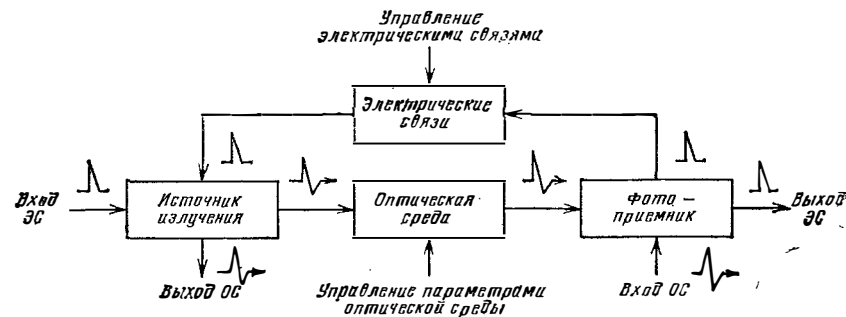 Управление
электрическими связями
Электрические
связи
Вход
ЭС
Источник
излучения
Оптическая
среда
Фото-
приемник
Выход
ЭС
Выход ОС
Управление параметрами
оптической среды
Вход ОС